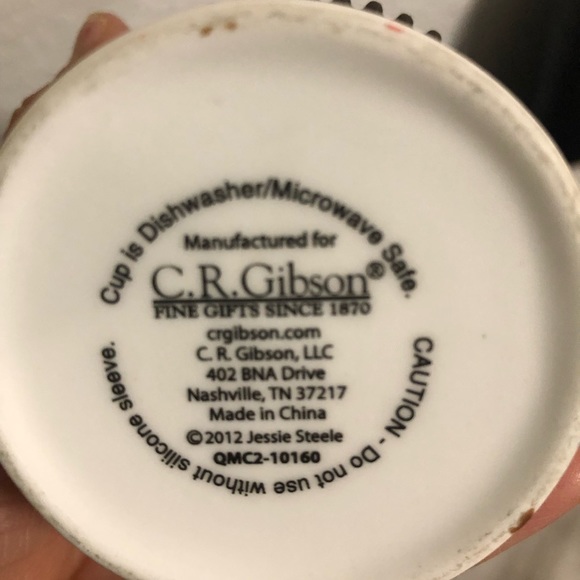 Cup is Dishwasher/Microwave Safe.
Manufactured for
C.R.Gibson®
FINE GIFTS SINCE 1870
crgibson.com
C. R. Gibson, LLC
402 BNA Drive
Nashville, TN 37217
Made in China
©2012 Jessie Steele
QMC2-10160
CAUTION - Do not use without silicone sleeve.